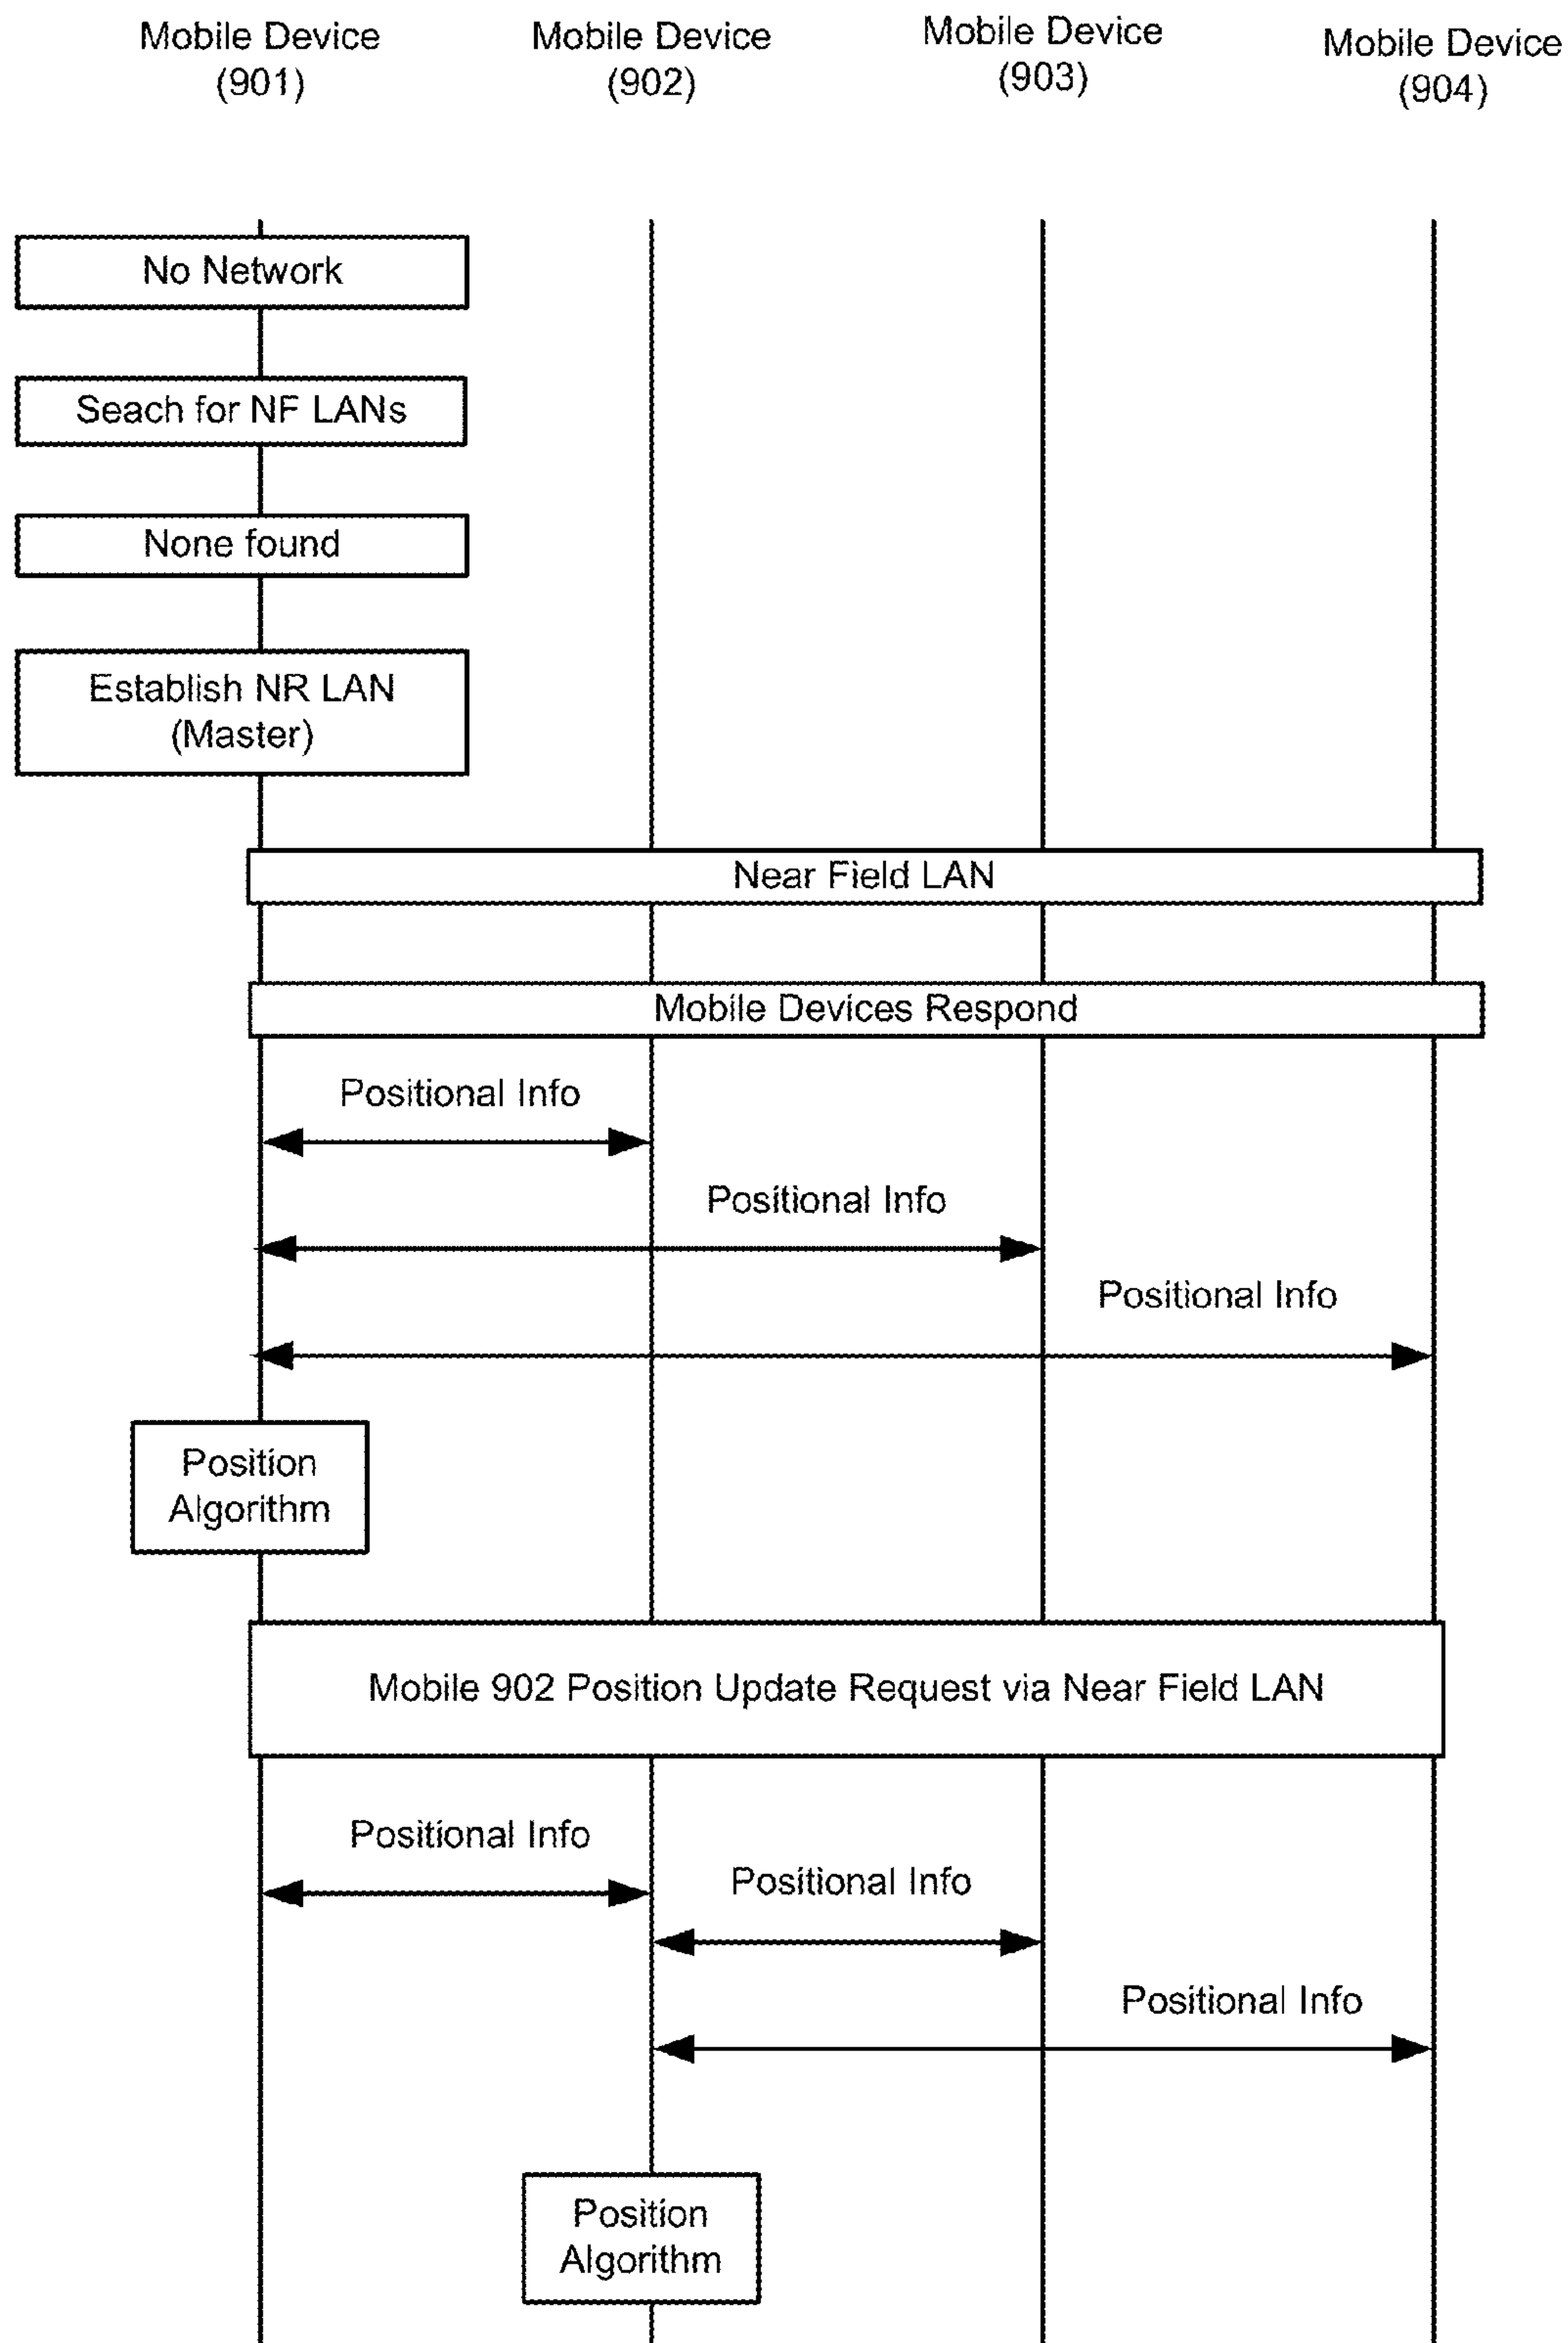 Mobile Device
(901)
Mobile Device
(902)
Mobile Device
(903)
Mobile Device
(904)
No Network
Seach for NF LANs
None found
Establish NR LAN
(Master)
Near Field LAN
Mobile Devices Respond
Positional Info
Positional Info
Positional Info
Position
Algorithm
Mobile 902 Position Update Request via Near Field LAN
Positional Info
Positional Info
Positional Info
Position
Algorithm